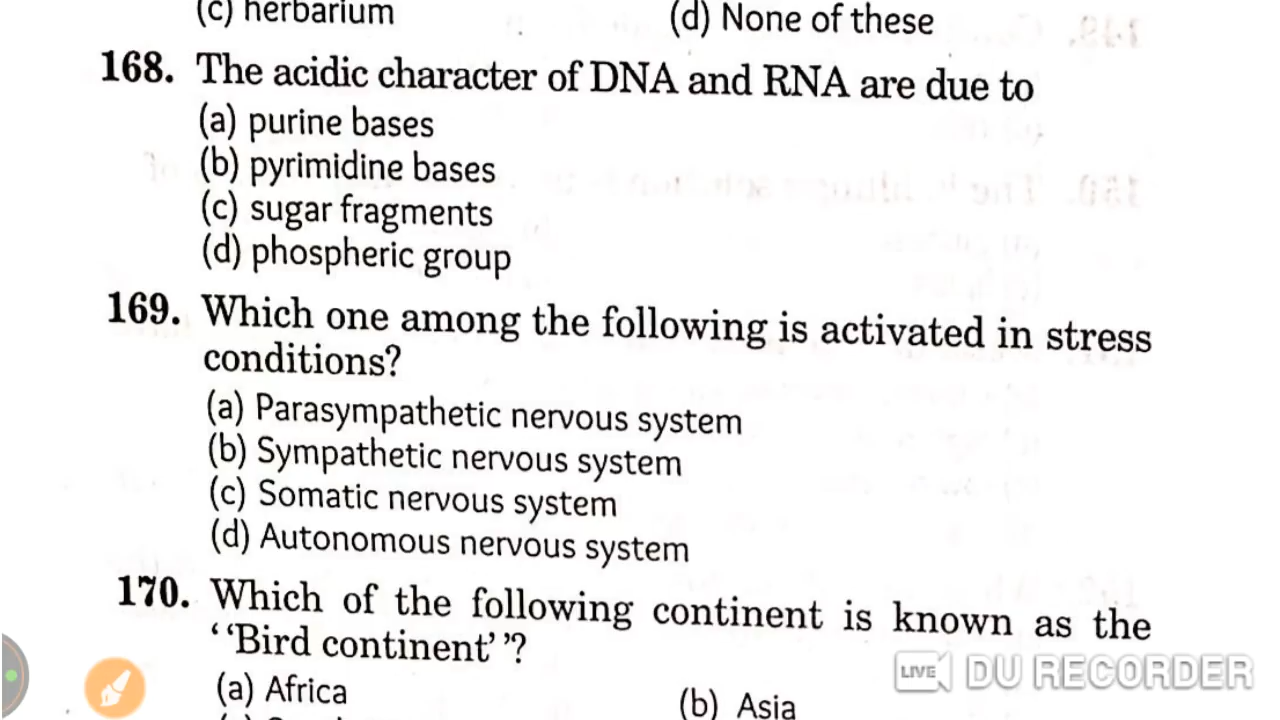 (c) herbarium (d) None of these
168. The acidic character of DNA and RNA are due to
(a) purine bases
(b) pyrimidine bases
(c) sugar fragments
(d) phospheric group
169. Which one among the following is activated in stress
conditions?
(a) Parasympathetic nervous system
(b) Sympathetic nervous system
(c) Somatic nervous system
(d) Autonomous nervous system
170. Which of the following continent is known as the
‘‘Bird continent’’?
(a) Africa (b) Asia
LIVE DU RECORDER